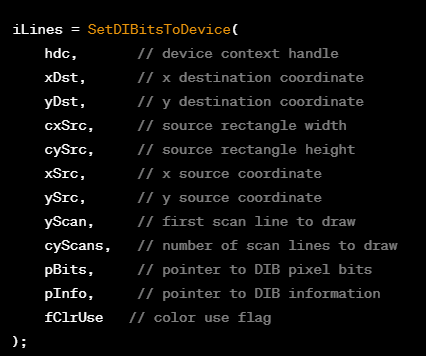 iLines = SetDIBitsToDevice(
    hdc,       // device context handle
    xDst,      // x destination coordinate
    yDst,      // y destination coordinate
    cxSrc,     // source rectangle width
    cySrc,     // source rectangle height
    xSrc,      // x source coordinate
    ySrc,      // y source coordinate
    yScan,     // first scan line to draw
    cyScans,   // number of scan lines to draw
    pBits,     // pointer to DIB pixel bits
    pInfo,     // pointer to DIB information
    fClrUse   // color use flag
);